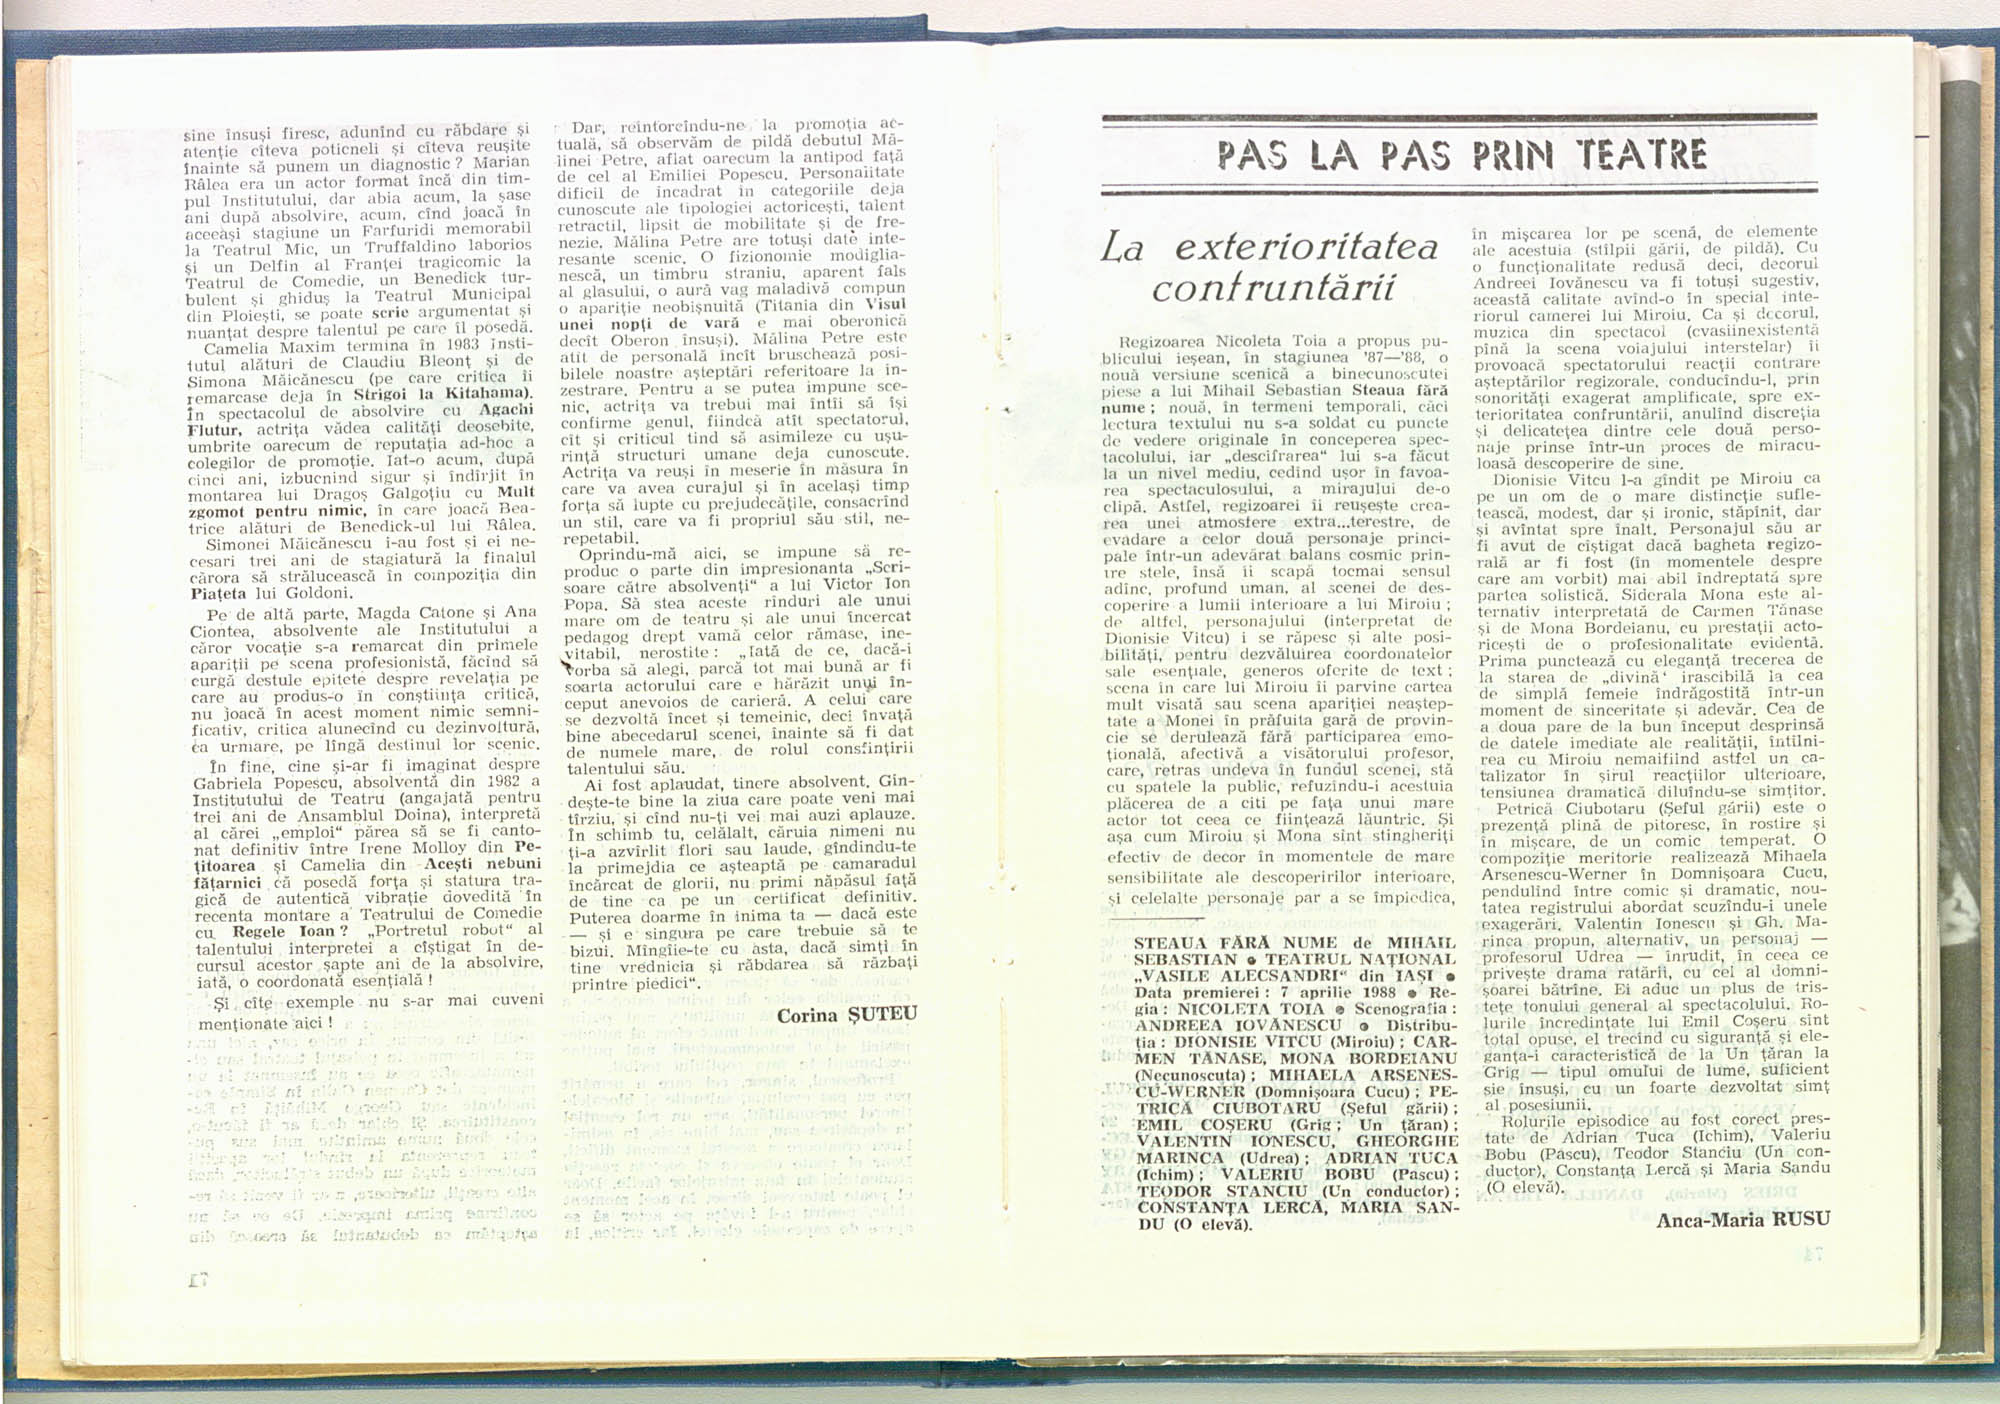 sine însuși firesc, adunînd cu răbdare și
atenție cîteva poticneli și cîteva reușite
înainte să punem un diagnostic ? Marian
Râlea era un actor format încă din tim-
pul Institutului, dar abia acum, la șase
ani după absolvire, acum, cînd joacă în
aceeași stagiune un Farfuridi memorabil
la Teatrul Mic, un Truffaldino laborios
și un Delfin al Franței tragicomic la
Teatrul de Comedie, un Benedick tur-
bulent și ghiduș la Teatrul Municipal
din Ploiești, se poate scrie argumentat și
nuanțat despre talentul pe care îl posedă.
Camelia Maxim termina în 1983 Insti-
tutul alături de Claudiu Bleonț și de
Simona Măicănescu (pe care critica îi
remarcase deja în Strigoi la Kitahama).
În spectacolul de absolvire cu Agachi
Flutur, actrița vădea calități deosebite,
umbrite oarecum de reputația ad-hoc a
colegilor de promoție. Iat-o acum, după
cinci ani, izbucnind sigur și îndîrjit în
montarea lui Dragoș Galgoțiu cu Mult
zgomot pentru nimic, în care joacă Bea-
trice alături de Benedick-ul lui Râlea.
Simonei Măicănescu i-au fost și ei ne-
cesari trei ani de stagiatură la finalul
cărora să strălucească în compoziția din
Piațeta lui Goldoni.
Pe de altă parte, Magda Catone și Ana
Ciontea, absolvente ale Institutului a
căror vocație s-a remarcat din primele
apariții pe scena profesionistă, făcînd să
curgă destule epitete despre revelația pe
care au produs-o în conștiința critică,
nu joacă în acest moment nimic semni-
ficativ, critica alunecînd cu dezinvoltură,
ca urmare, pe lîngă destinul lor scenic.
În fine, cine și-ar fi imaginat despre
Gabriela Popescu, absolventă din 1982 a
Institutului de Teatru (angajată pentru
trei ani de Ansamblul Doina), interpretă
al cărei „emploi“ părea să se fi canto-
nat definitiv între Irene Molloy din Pe-
țitoarea și Camelia din Acești nebuni
fățarnici că posedă forța și statura tra-
gică de autentică vibrație dovedită în
recenta montare a Teatrului de Comedie
cu Regele Ioan ? „Portretul robot“ al
talentului interpretei a cîștigat în de-
cursul acestor șapte ani de la absolvire,
iată, o coordonată esențială !
Și cîte exemple nu s-ar mai cuveni
menționate aici !
Dar, reîntorcîndu-ne la promoția ac-
tuală, să observăm de pildă debutul Mă-
linei Petre, aflat oarecum la antipod față
de cel al Emiliei Popescu. Personalitate
dificil de încadrat în categoriile deja
cunoscute ale tipologiei actoricești, talent
retractil, lipsit de mobilitate și de fre-
nezie, Mălina Petre are totuși date inte-
resante scenic. O fizionomie modiglia-
nescă, un timbru straniu, aparent fals
al glasului, o aură vag maladivă compun
o apariție neobișnuită (Titania din Visul
unei nopți de vară e mai oberonică
decît Oberon însuși). Mălina Petre este
atît de personală încît bruschează posi-
bilele noastre așteptări referitoare la în-
zestrare. Pentru a se putea impune sce-
nic, actrița va trebui mai întîi să își
confirme genul, fiindcă atît spectatorul,
cît și criticul tind să asimileze cu ușu-
rință structuri umane deja cunoscute.
Actrița va reuși în meserie în măsura în
care va avea curajul și în același timp
forța să lupte cu prejudecățile, consacrînd
un stil, care va fi propriul său stil, ne-
repetabil.
Oprindu-mă aici, se impune să re-
produc o parte din impresionanta „Scri-
soare către absolvenți“ a lui Victor Ion
Popa. Să stea aceste rînduri ale unui
mare om de teatru și ale unui încercat
pedagog drept vamă celor rămase, ine-
vitabil, nerostite : „Iată de ce, dacă-i
vorba să alegi, parcă tot mai bună ar fi
soarta actorului care e hărăzit unui în-
ceput anevoios de carieră. A celui care
se dezvoltă încet și temeinic, deci învață
bine abecedarul scenei, înainte să fi dat
de numele mare, de rolul consfințirii
talentului său.
Ai fost aplaudat, tinere absolvent. Gîn-
dește-te bine la ziua care poate veni mai
tîrziu, și cînd nu-ți vei mai auzi aplauze.
În schimb tu, celălalt, căruia nimeni nu
ți-a azvîrlit flori sau laude, gîndindu-te
la primejdia ce așteaptă pe camaradul
încărcat de glorii, nu primi năpăsul față
de tine ca pe un certificat definitiv.
Puterea doarme în inima ta — dacă este
— și e singura pe care trebuie să te
bizui. Mîngîie-te cu asta, dacă simți în
tine vrednicia și răbdarea să răzbați
printre piedici“.
Corina ȘUTEU
PAS LA PAS PRIN TEATRE
La exterioritatea
confruntării
Regizoarea Nicoleta Toia a propus pu-
blicului ieșean, în stagiunea '87—'88, o
nouă versiune scenică a binecunoscutei
piese a lui Mihail Sebastian Steaua fără
nume ; nouă, în termeni temporali, căci
lectura textului nu s-a soldat cu puncte
de vedere originale în conceperea spec-
tacolului, iar „descifrarea“ lui s-a făcut
la un nivel mediu, cedînd ușor în favoa-
rea spectaculosului, a mirajului de-o
clipă. Astfel, regizoarei îi reușește crea-
rea unei atmosfere extra...terestre, de
evadare a celor două personaje princi-
pale într-un adevărat balans cosmic prin-
tre stele, însă îi scapă tocmai sensul
adînc, profund uman, al scenei de des-
coperire a lumii interioare a lui Miroiu ;
de altfel, personajului (interpretat de
Dionisie Vitcu) i se răpesc și alte posi-
bilități, pentru dezvăluirea coordonatelor
sale esențiale, generos oferite de text ;
scena în care lui Miroiu îi parvine cartea
mult visată sau scena apariției neaștep-
tate a Monei în prăfuita gară de provin-
cie se derulează fără participarea emo-
țională, afectivă a visătorului profesor,
care, retras undeva în fundul scenei, stă
cu spatele la public, refuzîndu-i acestuia
plăcerea de a citi pe fața unui mare
actor tot ceea ce ființează lăuntric. Și
așa cum Miroiu și Mona sînt stingheriți
efectiv de decor în momentele de mare
sensibilitate ale descoperirilor interioare,
și celelalte personaje par a se împiedica,
STEAUA FĂRĂ NUME de MIHAIL
SEBASTIAN ● TEATRUL NAȚIONAL
„VASILE ALECSANDRI“ din IAȘI ●
Data premierei : 7 aprilie 1988 ● Re-
gia : NICOLETA TOIA ● Scenografia :
ANDREEA IOVĂNESCU ● Distribu-
ția : DIONISIE VITCU (Miroiu) ; CAR-
MEN TĂNASE, MONA BORDEIANU
(Necunoscuta) ; MIHAELA ARSENES-
CU-WERNER (Domnișoara Cucu) ; PE-
TRICĂ CIUBOTARU (Șeful gării) ;
EMIL COȘERU (Grig ; Un țăran) ;
VALENTIN IONESCU, GHEORGHE
MARINCA (Udrea) ; ADRIAN TUCA
(Ichim) ; VALERIU BOBU (Pascu) ;
TEODOR STANCIU (Un conductor) ;
CONSTANȚA LERCĂ, MARIA SAN-
DU (O elevă).
în mișcarea lor pe scenă, de elemente
ale acestuia (stîlpii gării, de pildă). Cu
o funcționalitate redusă deci, decorul
Andreei Iovănescu va fi totuși sugestiv,
această calitate avînd-o în special inte-
riorul camerei lui Miroiu. Ca și decorul,
muzica din spectacol (cvasiinexistentă
pînă la scena voiajului interstelar) îi
provoacă spectatorului reacții contrare
așteptărilor regizorale, conducîndu-l, prin
sonorități exagerat amplificate, spre ex-
terioritatea confruntării, anulînd discreția
și delicatețea dintre cele două perso-
naje prinse într-un proces de miracu-
loasă descoperire de sine.
Dionisie Vitcu l-a gîndit pe Miroiu ca
pe un om de o mare distincție sufle-
tească, modest, dar și ironic, stăpînit, dar
și avîntat spre înalt. Personajul său ar
fi avut de cîștigat dacă bagheta regizo-
rală ar fi fost (în momentele despre
care am vorbit) mai abil îndreptată spre
partea solistică. Siderala Mona este al-
ternativ interpretată de Carmen Tănase
și de Mona Bordeianu, cu prestații acto-
ricești de o profesionalitate evidentă.
Prima punctează cu eleganță trecerea de
la starea de „divină‘ irascibilă la cea
de simplă femeie îndrăgostită într-un
moment de sinceritate și adevăr. Cea de
a doua pare de la bun început desprinsă
de datele imediate ale realității, întîlni-
rea cu Miroiu nemaifiind astfel un ca-
talizator în șirul reacțiilor ulterioare,
tensiunea dramatică diluîndu-se simțitor.
Petrică Ciubotaru (Șeful gării) este o
prezență plină de pitoresc, în rostire și
în mișcare, de un comic temperat. O
compoziție meritorie realizează Mihaela
Arsenescu-Werner în Domnișoara Cucu,
pendulînd între comic și dramatic, nou-
tatea registrului abordat scuzîndu-i unele
exagerări. Valentin Ionescu și Gh. Ma-
rinca propun, alternativ, un personaj —
profesorul Udrea — înrudit, în ceea ce
privește drama ratării, cu cel al domni-
șoarei bătrîne. Ei aduc un plus de tris-
tețe tonului general al spectacolului. Ro-
lurile încredințate lui Emil Coșeru sînt
total opuse, el trecînd cu siguranță și ele-
ganța-i caracteristică de la Un țăran la
Grig — tipul omului de lume, suficient
sie însuși, cu un foarte dezvoltat simț
al posesiunii.
Rolurile episodice au fost corect pres-
tate de Adrian Tuca (Ichim), Valeriu
Bobu (Pascu), Teodor Stanciu (Un con-
ductor), Constanța Lercă și Maria Sandu
(O elevă).
Anca-Maria RUSU